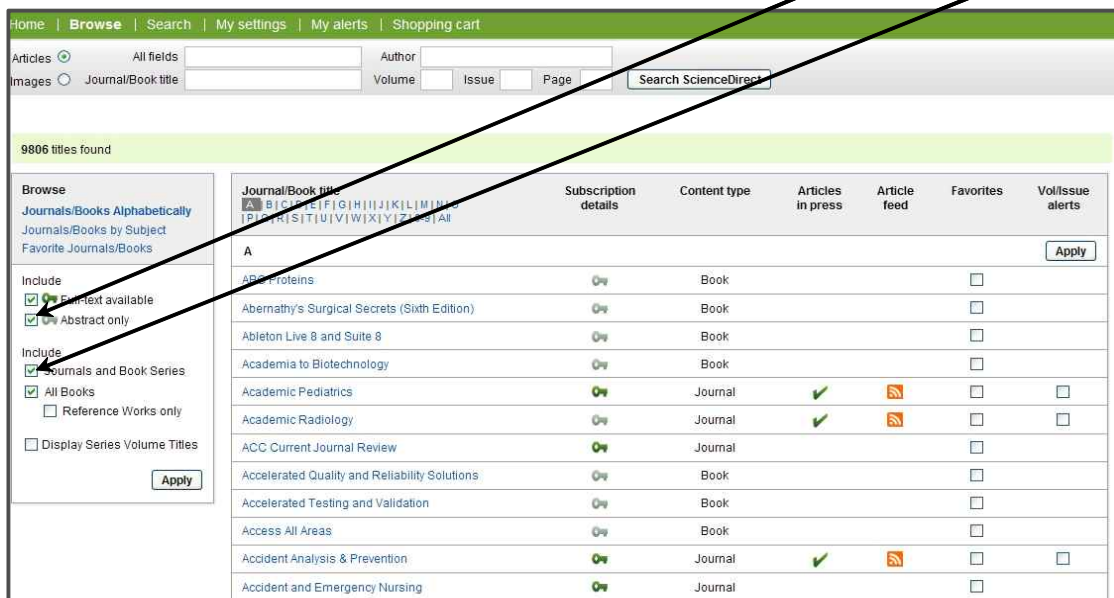 Home | Browse | Search | My settings | My alerts | Shopping cart
Articles All fields Author
Images Journal/Book title Volume Issue Page Search ScienceDirect
9806 titles found
Browse
Journals/Books Alphabetically
Journals/Books by Subject
Favorite Journals/Books
Include
Full-text available
Abstract only
Include
Journals and Book Series
All Books
Reference Works only
Display Series Volume Titles
Apply
Journal/Book title Subscription details Content type Articles in press Article feed Favorites Vol/Issue alerts
A | B | C | D | E | F | G | H | I | J | K | L | M | N | O
| P | Q | R | S | T | U | V | W | X | Y | Z | 0-9 | All
A Apply
ABC Proteins Book
Abernathy's Surgical Secrets (Sixth Edition) Book
Ableton Live 8 and Suite 8 Book
Academia to Biotechnology Book
Academic Pediatrics Journal
Academic Radiology Journal
ACC Current Journal Review Journal
Accelerated Quality and Reliability Solutions Book
Accelerated Testing and Validation Book
Access All Areas Book
Accident Analysis & Prevention Journal
Accident and Emergency Nursing Journal